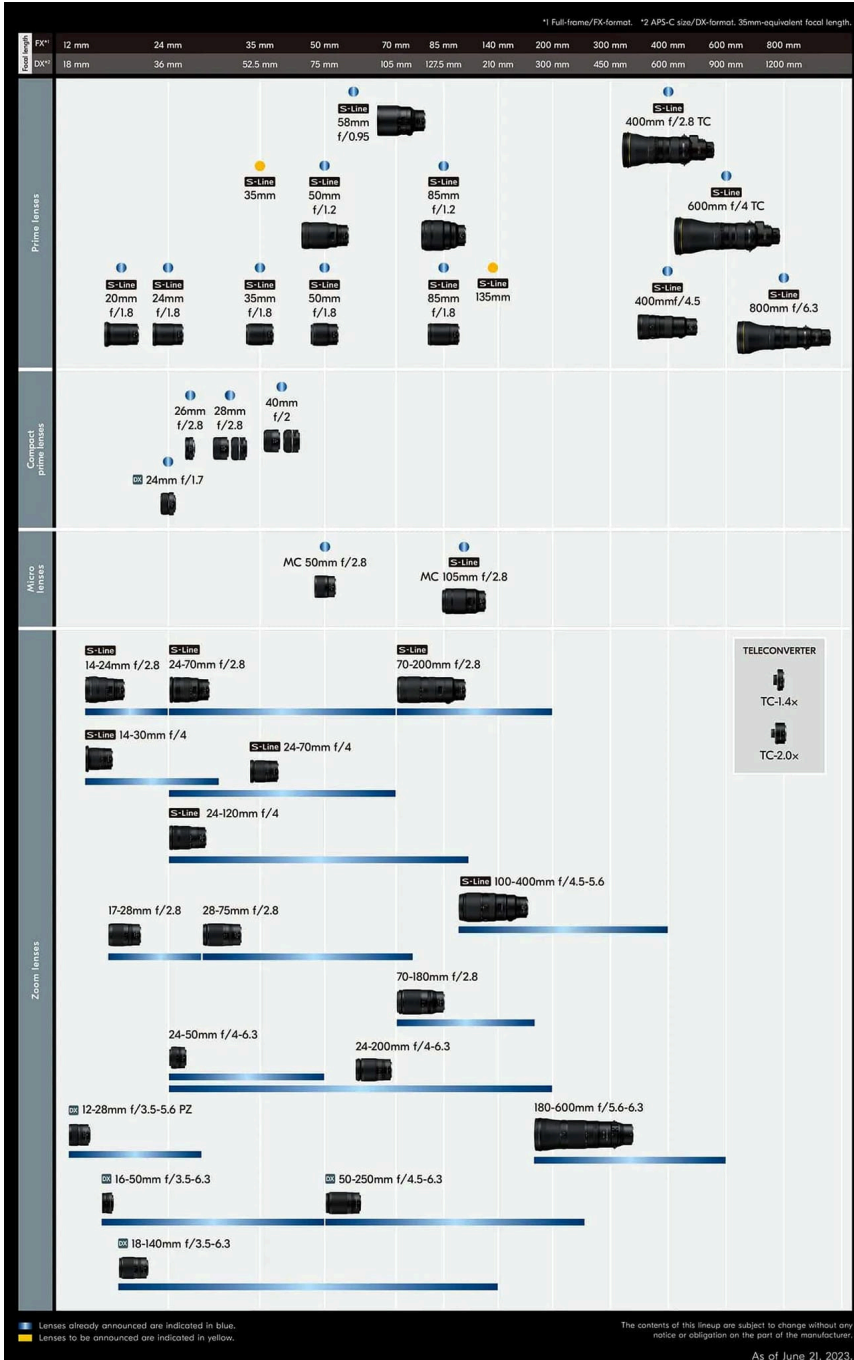 *1 Full-frame/FX-format. *2 APS-C size/DX-format. 35mm-equivalent focal length.
Focal length
FX*1 12 mm 24 mm 35 mm 50 mm 70 mm 85 mm 140 mm 200 mm 300 mm 400 mm 600 mm 800 mm
DX*2 18 mm 36 mm 52.5 mm 75 mm 105 mm 127.5 mm 210 mm 300 mm 450 mm 600 mm 900 mm 1200 mm
Prime lenses
S-Line
58mm
f/0.95
S-Line
400mm f/2.8 TC
S-Line
35mm
S-Line
50mm
f/1.2
S-Line
85mm
f/1.2
S-Line
600mm f/4 TC
S-Line
20mm
f/1.8
S-Line
24mm
f/1.8
S-Line
35mm
f/1.8
S-Line
50mm
f/1.8
S-Line
85mm
f/1.8
S-Line
135mm
S-Line
400mmf/4.5
S-Line
800mm f/6.3
Compact
prime lenses
26mm
f/2.8
28mm
f/2.8
40mm
f/2
DX 24mm f/1.7
Micro
lenses
MC 50mm f/2.8
S-Line
MC 105mm f/2.8
Zoom lenses
S-Line
14-24mm f/2.8
S-Line
24-70mm f/2.8
S-Line
70-200mm f/2.8
TELECONVERTER
TC-1.4×
TC-2.0×
S-Line 14-30mm f/4
S-Line 24-70mm f/4
S-Line 24-120mm f/4
S-Line 100-400mm f/4.5-5.6
17-28mm f/2.8
28-75mm f/2.8
70-180mm f/2.8
24-50mm f/4-6.3
24-200mm f/4-6.3
DX 12-28mm f/3.5-5.6 PZ
180-600mm f/5.6-6.3
DX 16-50mm f/3.5-6.3
DX 50-250mm f/4.5-6.3
DX 18-140mm f/3.5-6.3
Lenses already announced are indicated in blue.
Lenses to be announced are indicated in yellow.
The contents of this lineup are subject to change without any
notice or obligation on the part of the manufacturer.
As of June 21, 2023.